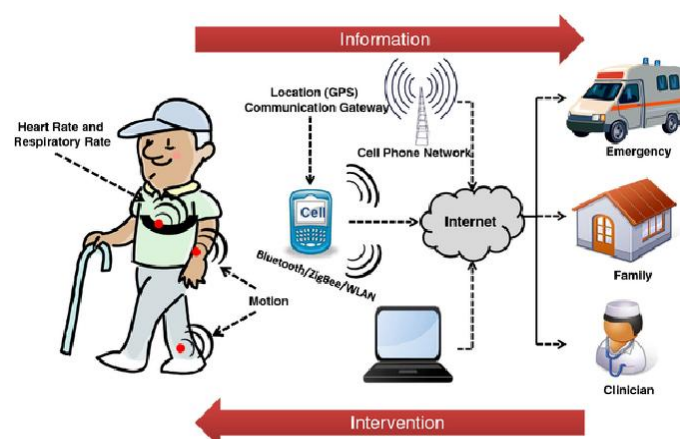 Information
Location (GPS)
Communication Gateway
Heart Rate and
Respiratory Rate
Cell Phone Network
Emergency
Cell
Internet
Bluetooth/ZigBee/WLAN
Family
Motion
Clinician
Intervention